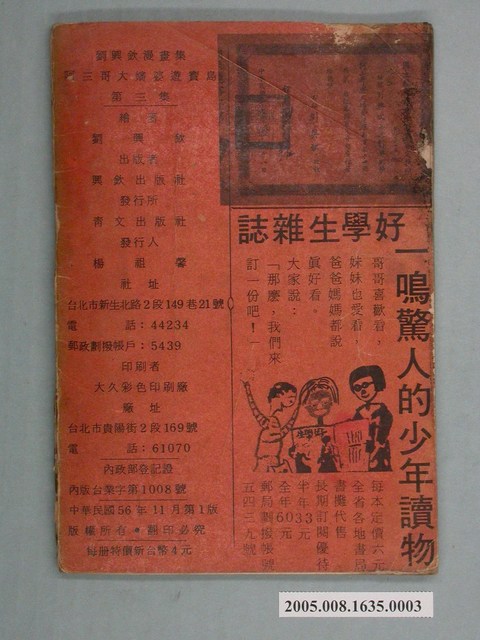 劉興欽漫畫集
三哥大嬸婆遊寶島
第三集
繪著
劉興欽
出版者
興欽出版社
發行所
青文出版社
發行人
楊祖馨
社址
台北市新生北路2段149巷21號
電話:44234
郵政劃撥帳戶:5439
印刷者
大久彩色印刷廠
廠址
台北市貴陽街2段169號
電話:61070
內政部登記證
內版台業字第1008號
中華民國56年11月第1版
版權所有・翻印必究
每冊特價新台幣4元
好學生雜誌
一鳴驚人的少年讀物
哥哥喜歡看,
妹妹也愛看,
爸爸媽媽都說
眞好看。
大家說:
「那麼,我們來
訂一份吧!」
每本定價六元
全省各地書局
書攤代售
長期訂閱優待
半年33元
全年60元
郵局劃撥帳號
五四三九號
2005.008.1635.0003